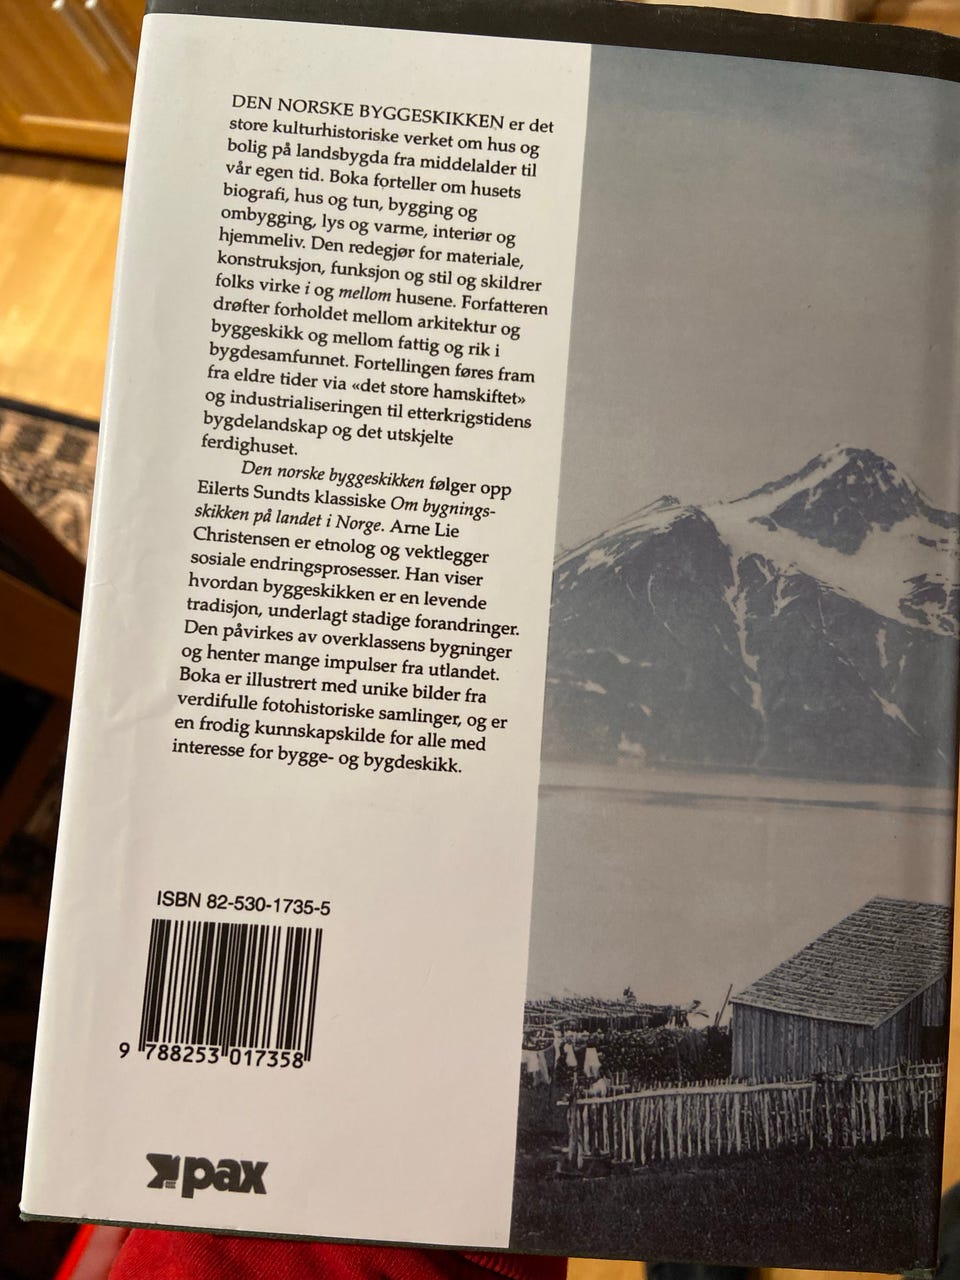 DEN NORSKE BYGGESKIKKEN er det
store kulturhistoriske verket om hus og
bolig på landsbygda fra middelalder til
vår egen tid. Boka forteller om husets
biografi, hus og tun, bygging og
ombygging, lys og varme, interiør og
hjemmeliv. Den redegjør for materiale,
konstruksjon, funksjon og stil og skildrer
folks virke i og mellom husene. Forfatteren
drøfter forholdet mellom arkitektur og
byggeskikk og mellom fattig og rik i
bygdesamfunnet. Fortellingen føres fram
fra eldre tider via «det store hamskiftet»
og industrialiseringen til etterkrigstidens
bygdelandskap og det utskjelte
ferdighuset.
Den norske byggeskikken følger opp
Eilerts Sundts klassiske Om bygnings-
skikken på landet i Norge. Arne Lie
Christensen er etnolog og vektlegger
sosiale endringsprosesser. Han viser
hvordan byggeskikken er en levende
tradisjon, underlagt stadige forandringer.
Den påvirkes av overklassens bygninger
og henter mange impulser fra utlandet.
Boka er illustrert med unike bilder fra
verdifulle fotohistoriske samlinger, og er
en frodig kunnskapskilde for alle med
interesse for bygge- og bygdeskikk.
ISBN 82-530-1735-5
9 788253 017358
pax